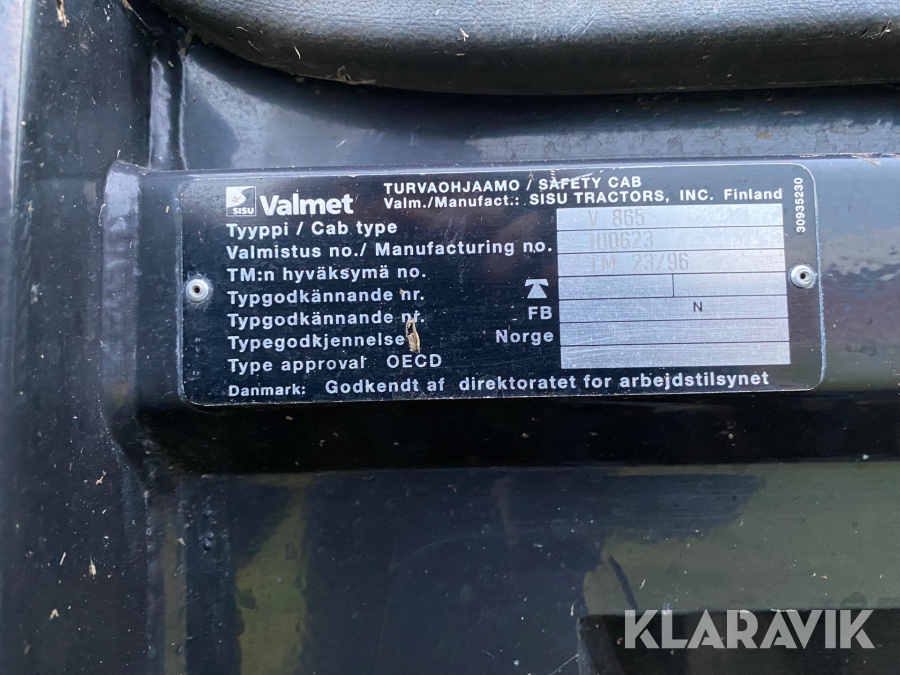 SISU Valmet
TURVAOHJAAMO / SAFETY CAB
Valm./Manufact.: SISU TRACTORS, INC. Finland
Tyyppi / Cab type V 865
Valmistus no./ Manufacturing no. J00623
TM:n hyväksymä no. TM 23/96
Typgodkännande nr.
Typgodkännande nr. FB N
Typegodkjennelse Norge
Type approval OECD
Danmark: Godkendt af direktoratet for arbejdstilsynet
30935230
KLARAVIK